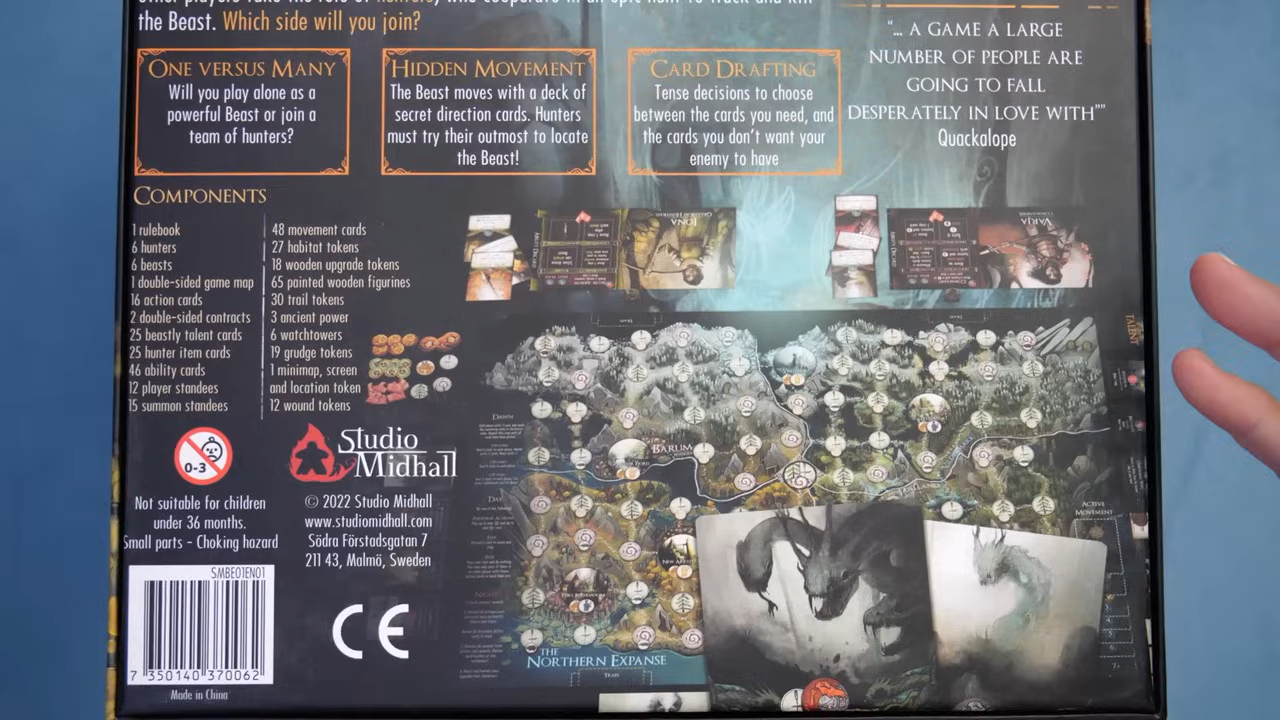 the Beast. Which side will you join?
ONE VERSUS MANY
Will you play alone as a
powerful Beast or join a
team of hunters?
HIDDEN MOVEMENT
The Beast moves with a deck of
secret direction cards. Hunters
must try their outmost to locate
the Beast!
CARD DRAFTING
Tense decisions to choose
between the cards you need, and
the cards you don't want your
enemy to have
"... A GAME A LARGE
NUMBER OF PEOPLE ARE
GOING TO FALL
DESPERATELY IN LOVE WITH""
Quackalope
COMPONENTS
1 rulebook
6 hunters
6 beasts
1 double-sided game map
16 action cards
2 double-sided contracts
25 beastly talent cards
25 hunter item cards
46 ability cards
12 player standees
15 summon standees
48 movement cards
27 habitat tokens
18 wooden upgrade tokens
65 painted wooden figurines
30 trail tokens
3 ancient power
6 watchtowers
19 grudge tokens
1 minimap, screen
and location token
12 wound tokens
IONA
VARJA
TALENT
DAWN
BARUM
DAY
NIGHT
ACTIVE
MOVEMENT
THE
NORTHERN EXPANSE
TRAIL
0-3
Not suitable for children
under 36 months.
Small parts - Choking hazard
Studio
Midhall
© 2022 Studio Midhall
www.studiomidhall.com
Södra Förstadsgatan 7
211 43, Malmö, Sweden
SMBE01EN01
7 350140 370062
Made in China
CE